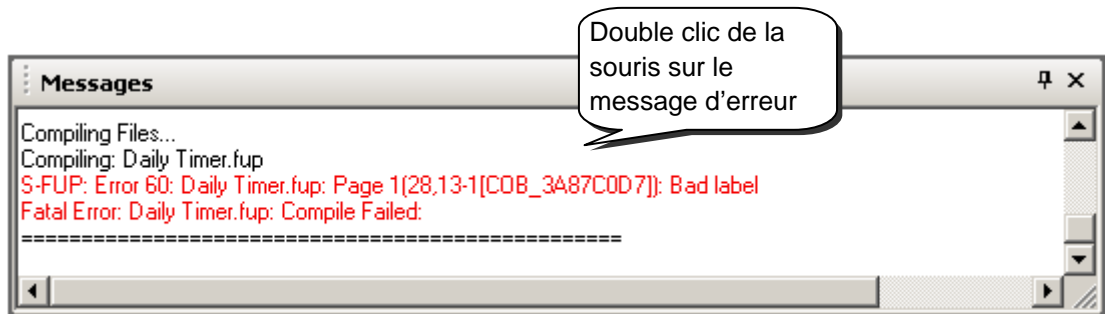 Double clic de la
souris sur le
message d'erreur
Messages
Compiling Files...
Compiling: Daily Timer.fup
S-FUP: Error 60: Daily Timer.fup: Page 1(28,13-1[COB_3A87C0D7]): Bad label
Fatal Error: Daily Timer.fup: Compile Failed:
==================================================